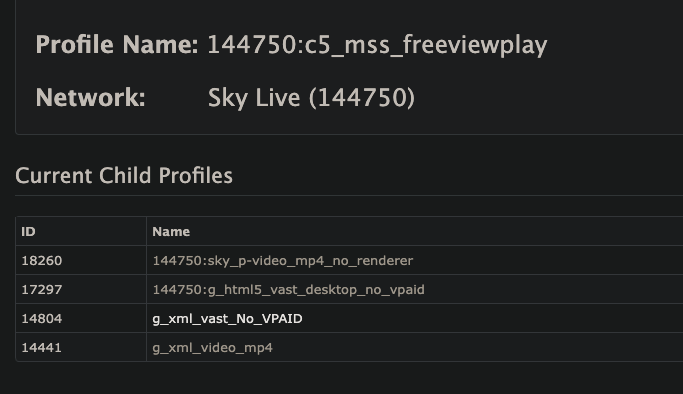 Profile Name: 144750:c5_mss_freeviewplay
Network: Sky Live (144750)
Current Child Profiles
ID Name
18260 144750:sky_p-video_mp4_no_renderer
17297 144750:g_html5_vast_desktop_no_vpaid
14804 g_xml_vast_No_VPAID
14441 g_xml_video_mp4